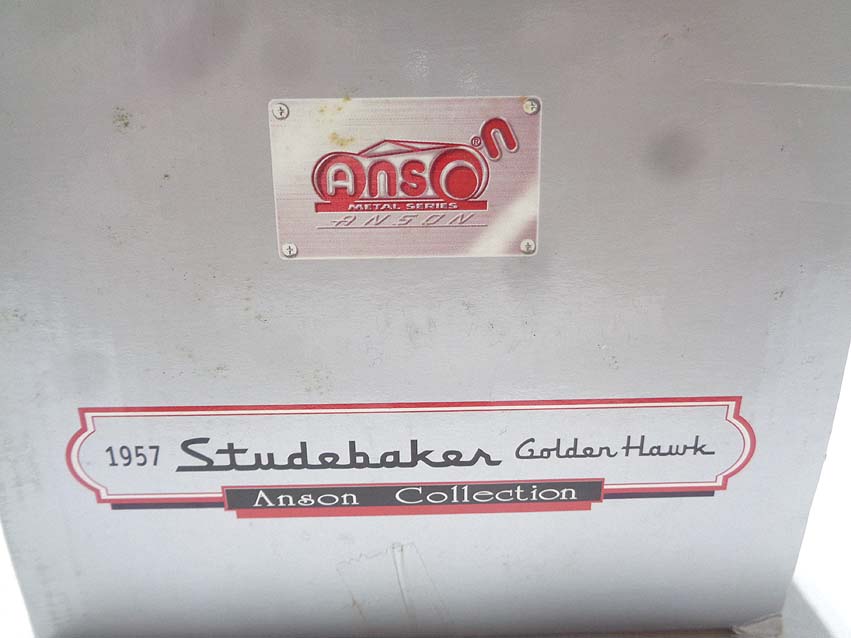 Anson®
METAL SERIES
ANSON
1957 Studebaker Golden Hawk
Anson Collection